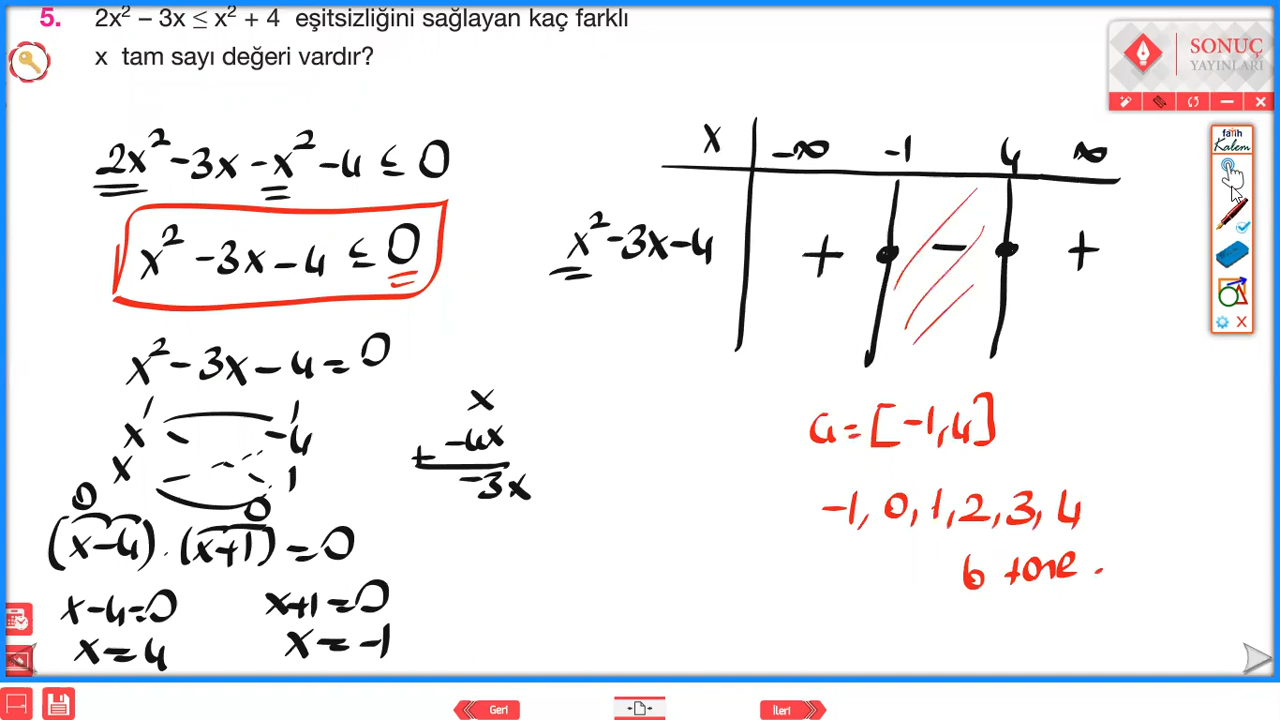 5. 2x² – 3x ≤ x² + 4 eşitsizliğini sağlayan kaç farklı
x tam sayı değeri vardır?
SONUÇ
YAYINLARI
fatih
Kalem
2x² -3x -x² -4 ≤ 0
x² -3x -4 ≤ 0
x² -3x -4 = 0
x -4
x 1
(x-4) . (x+1) = 0
0 0
x-4=0 x+1=0
x=4 x=-1
x
+ -4x
-3x
x -∞ -1 4 ∞
x²-3x-4 + - +
Ç= [-1,4]
-1, 0, 1, 2, 3, 4
6 tane .
Geri
İleri